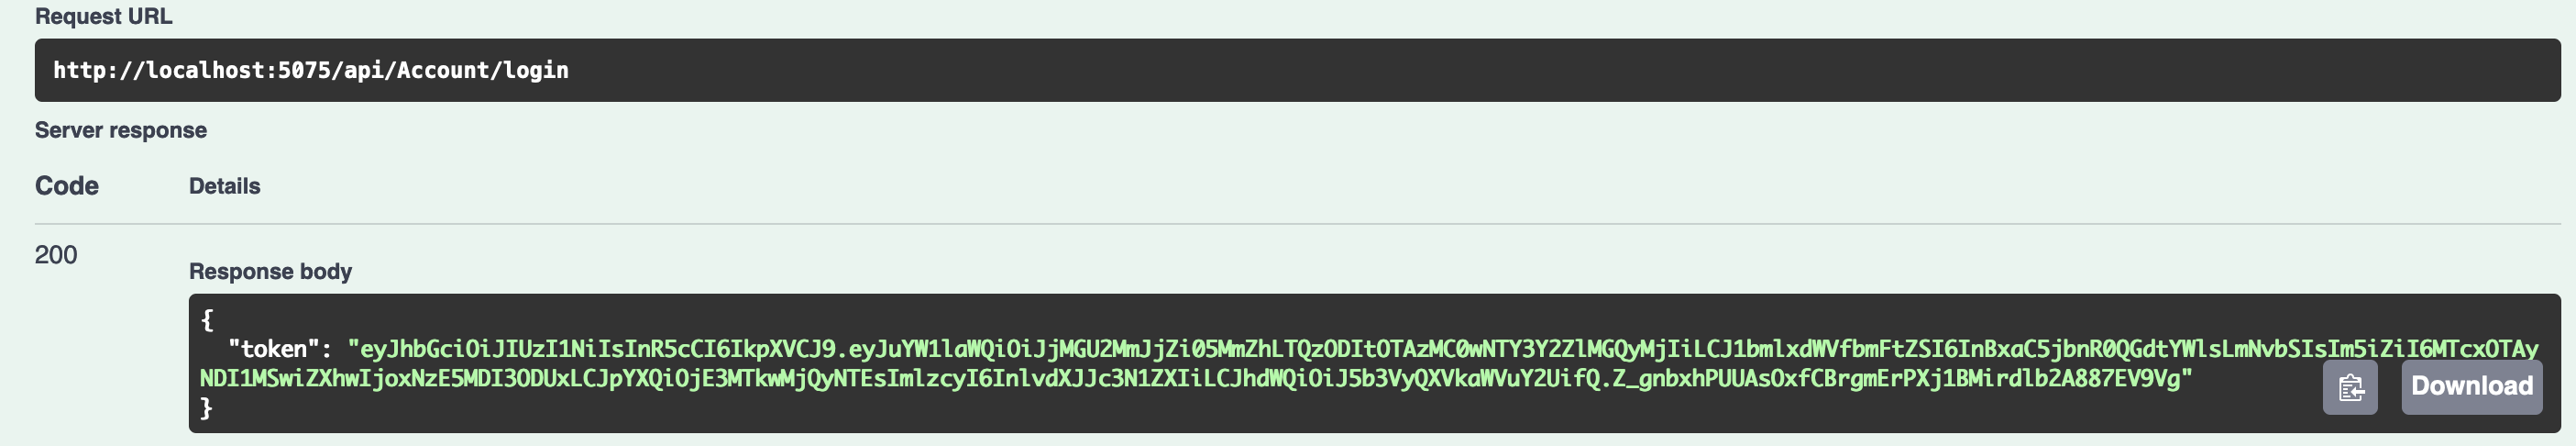 Request URL
http://localhost:5075/api/Account/login
Server response
Code Details
200
Response body
{
"token": "eyJhbGciOiJIUzI1NiIsInR5cCI6IkpXVCJ9.eyJuYW1laWQiOiJjMGU2MmJjZi05MmZhLTQzODItOTAzMC0wNTY3Y2ZlMGQyMjIiLCJ1bmlxdWVfbmFtZSI6InBxaC5jbnR0QGdtYWlsLmNvbSIsIm5iZiI6MTcxOTAy
NDI1MSwiZXhwIjoxNzE5MDI3ODUxLCJpYXQiOjE3MTkwMjQyNTEsImlzcyI6InlvdXJJc3N1ZXIiLCJhdWQiOiJ5b3VyQXVkaWVuY2UifQ.Z_gnbxhPUUAsOxfCBrgmErPXj1BMirdlb2A887EV9Vg"
}
Download